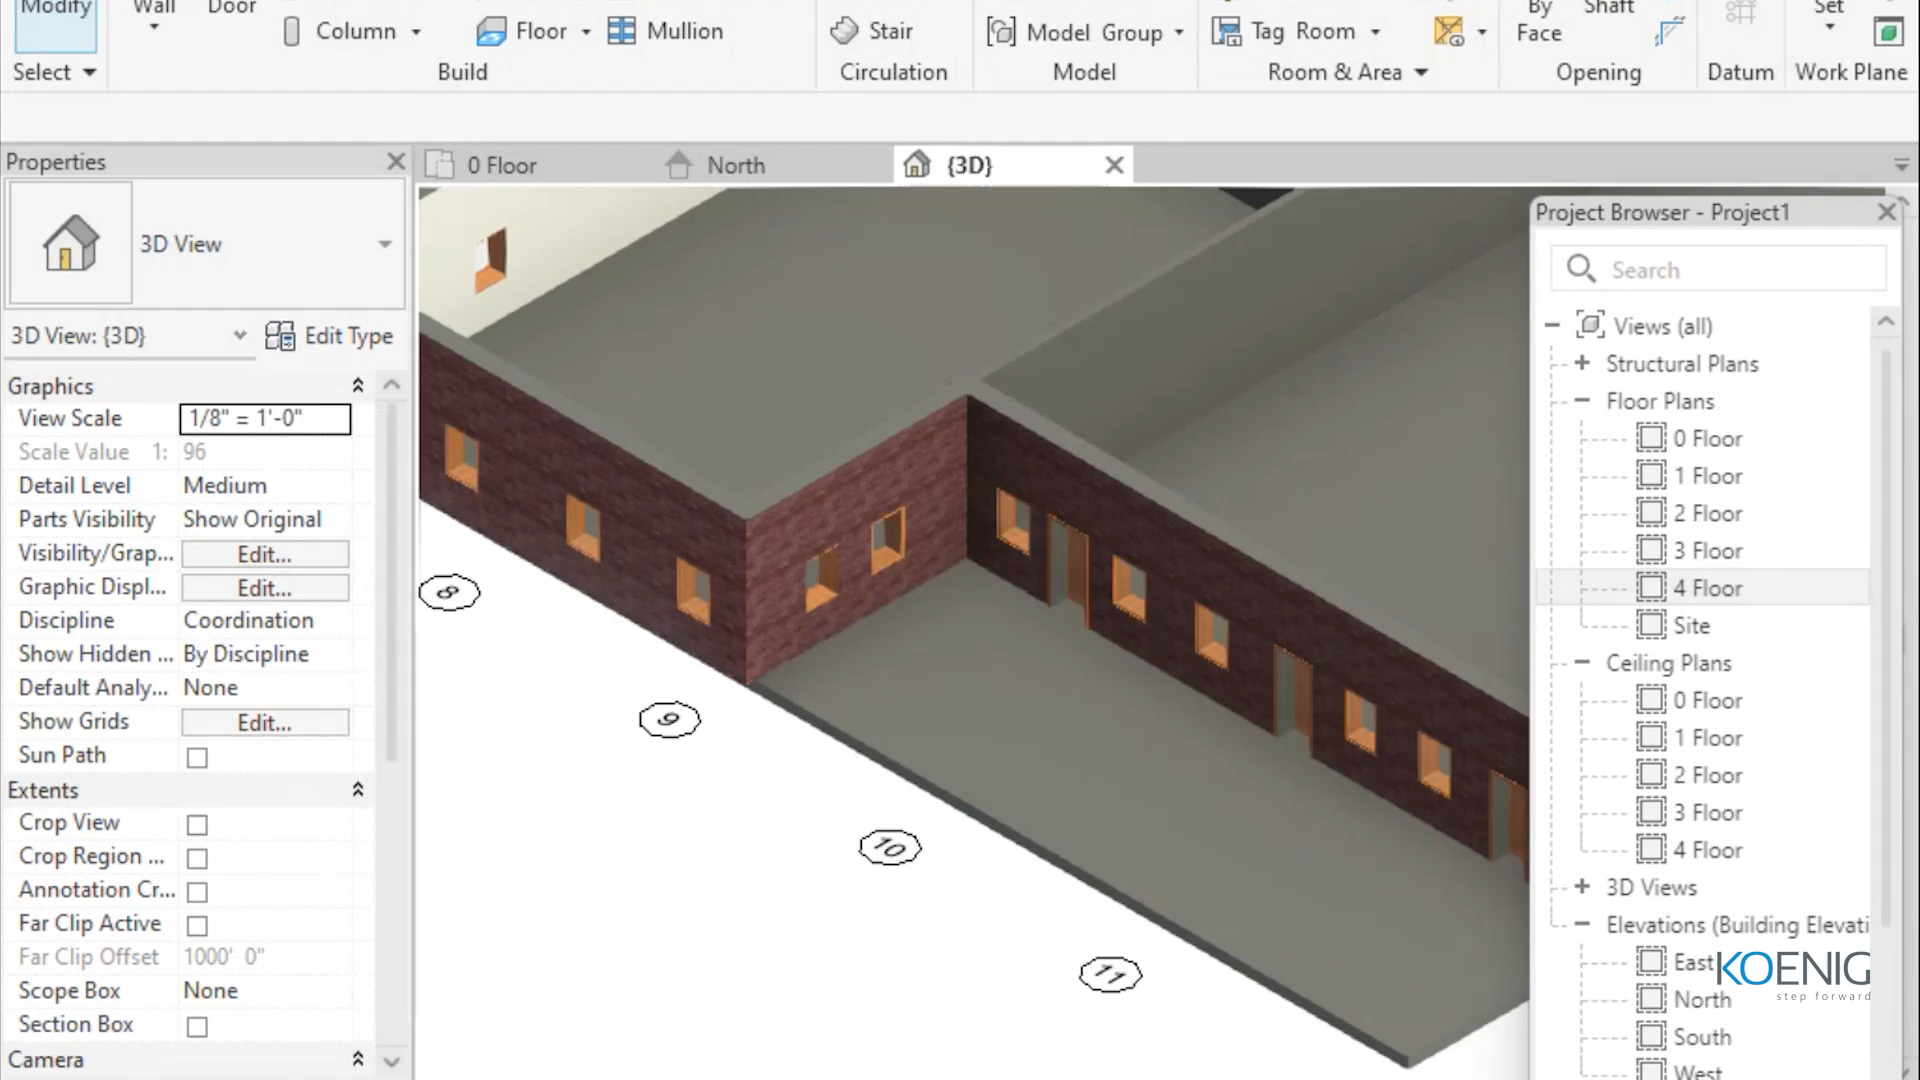 Modify
Wall
Door
Column
Floor
Mullion
Stair
Model Group
Tag Room
By
Face
Shaft
Set
Select
Build
Circulation
Model
Room & Area
Opening
Datum
Work Plane
Properties
0 Floor
North
{3D}
3D View
3D View: {3D}
Edit Type
Graphics
View Scale
1/8" = 1'-0"
Scale Value 1:
96
Detail Level
Medium
Parts Visibility
Show Original
Visibility/Grap...
Edit...
Graphic Displ...
Edit...
Discipline
Coordination
Show Hidden ...
By Discipline
Default Analy...
None
Show Grids
Edit...
Sun Path
Extents
Crop View
Crop Region ...
Annotation Cr...
Far Clip Active
Far Clip Offset
1000' 0"
Scope Box
None
Section Box
Camera
8
9
10
11
Project Browser - Project1
Search
Views (all)
Structural Plans
Floor Plans
0 Floor
1 Floor
2 Floor
3 Floor
4 Floor
Site
Ceiling Plans
0 Floor
1 Floor
2 Floor
3 Floor
4 Floor
3D Views
Elevations (Building Elevati
East
North
South
West
KOENIG
step forward